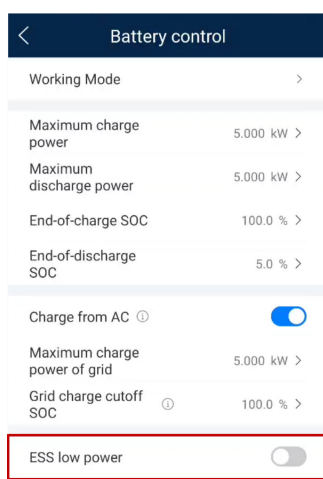 Battery control
Working Mode
Maximum charge
power
5.000 kW
Maximum
discharge power
5.000 kW
End-of-charge SOC
100.0 %
End-of-discharge
SOC
5.0 %
Charge from AC
Maximum charge
power of grid
5.000 kW
Grid charge cutoff
SOC
100.0 %
ESS low power